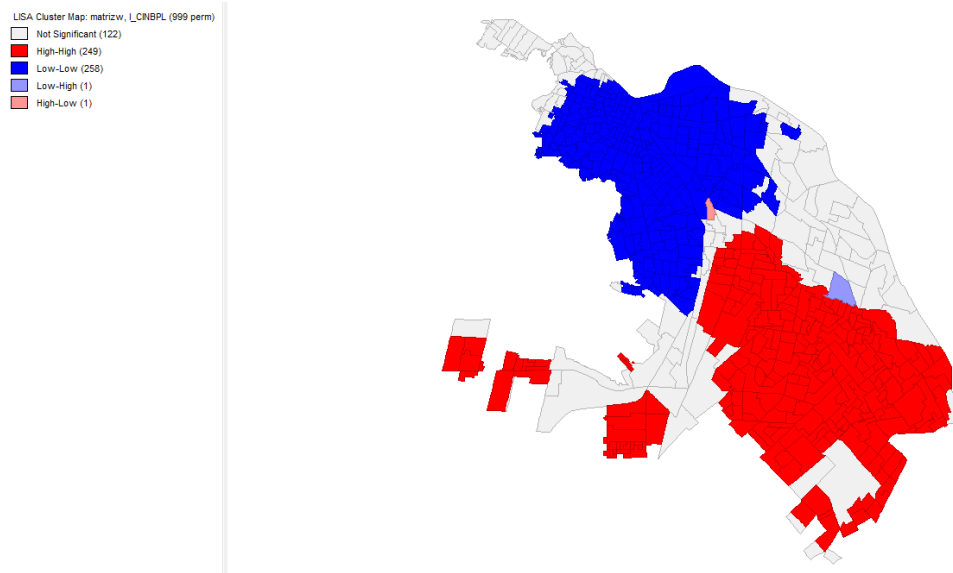 LISA Cluster Map: matrizw, I_CINBPL (999 perm)
Not Significant (122)
High-High (249)
Low-Low (258)
Low-High (1)
High-Low (1)